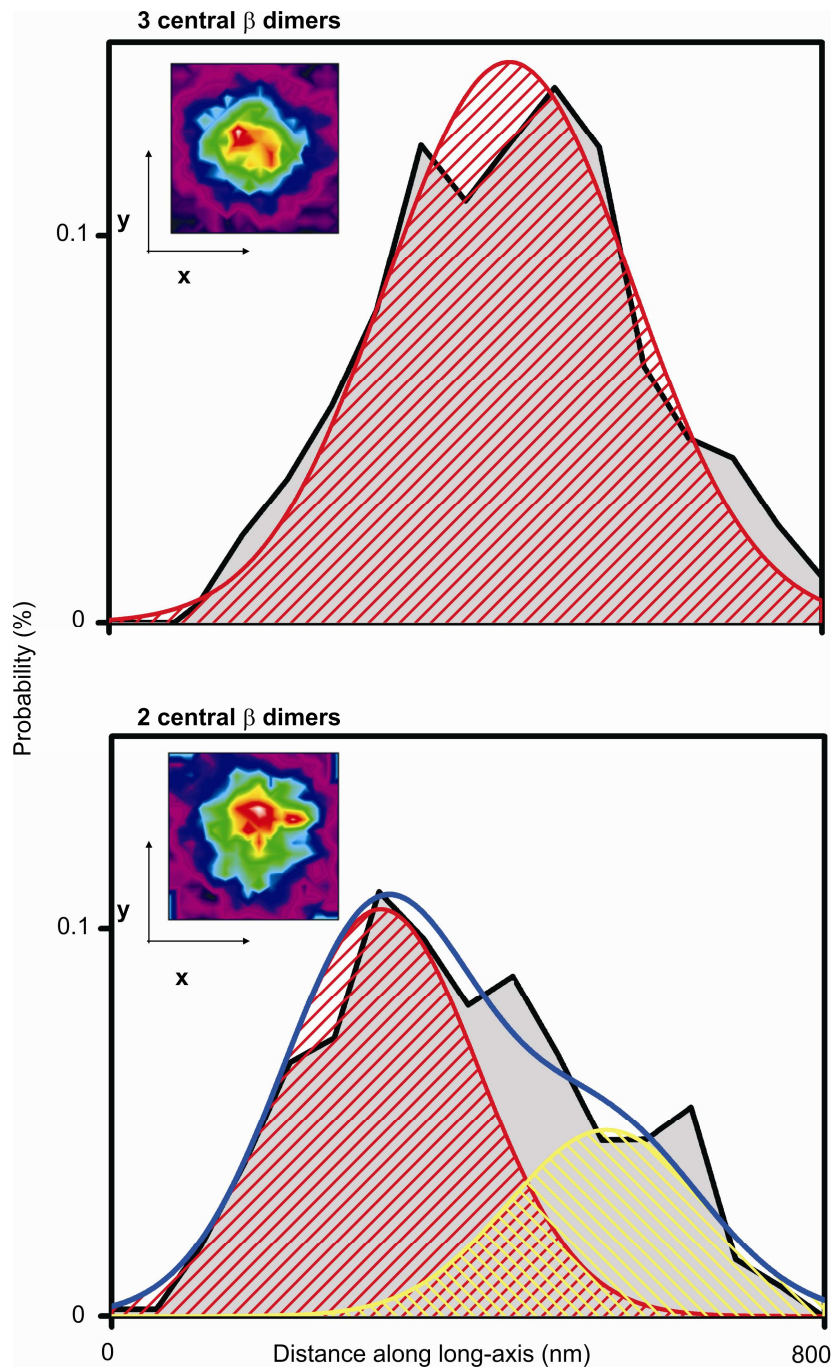 3 central β dimers
y
x
0.1
0
Probability (%)
2 central β dimers
y
x
0.1
0
0
Distance along long-axis (nm)
800